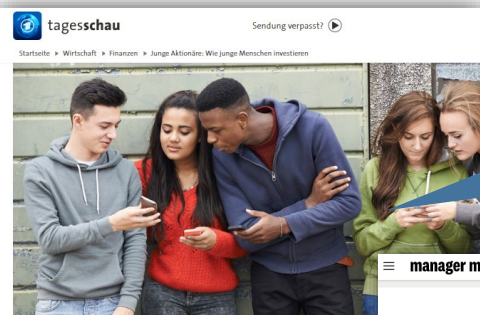 tagesschau
Sendung verpasst?
Startseite ▸ Wirtschaft ▸ Finanzen ▸ Junge Aktionäre: Wie junge Menschen investieren
manager m